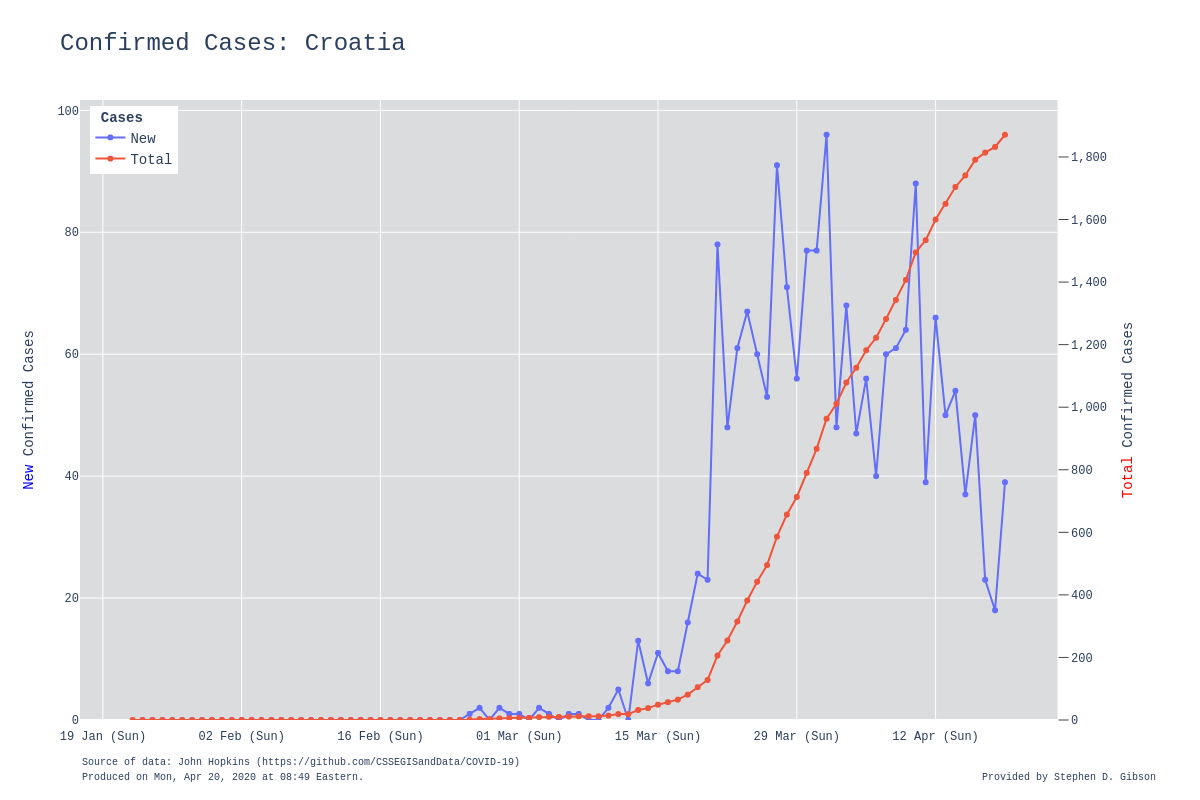 Confirmed Cases: Croatia
Cases
New
Total
100
80
60
40
20
0
1,800
1,600
1,400
1,200
1,000
800
600
400
200
0
New Confirmed Cases
Total Confirmed Cases
19 Jan (Sun) 02 Feb (Sun) 16 Feb (Sun) 01 Mar (Sun) 15 Mar (Sun) 29 Mar (Sun) 12 Apr (Sun)
Source of data: John Hopkins (https://github.com/CSSEGISandData/COVID-19)
Produced on Mon, Apr 20, 2020 at 08:49 Eastern.
Provided by Stephen D. Gibson